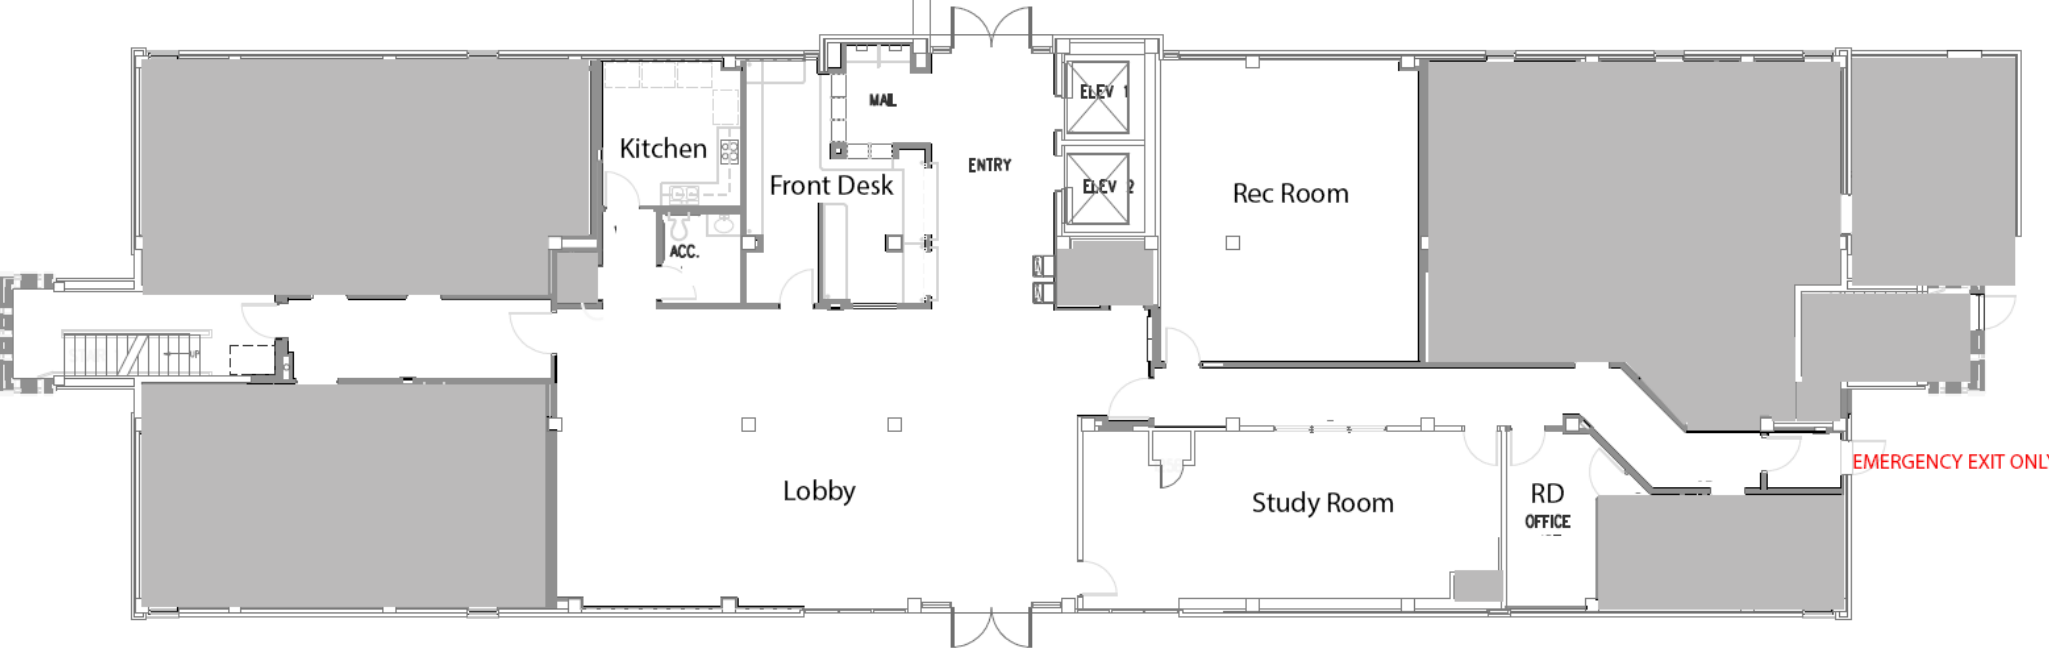 MAIL
ELEV 1
Kitchen
ENTRY
Front Desk
ELEV 2
Rec Room
ACC.
UP
EMERGENCY EXIT ONLY
Lobby
Study Room
RD
OFFICE